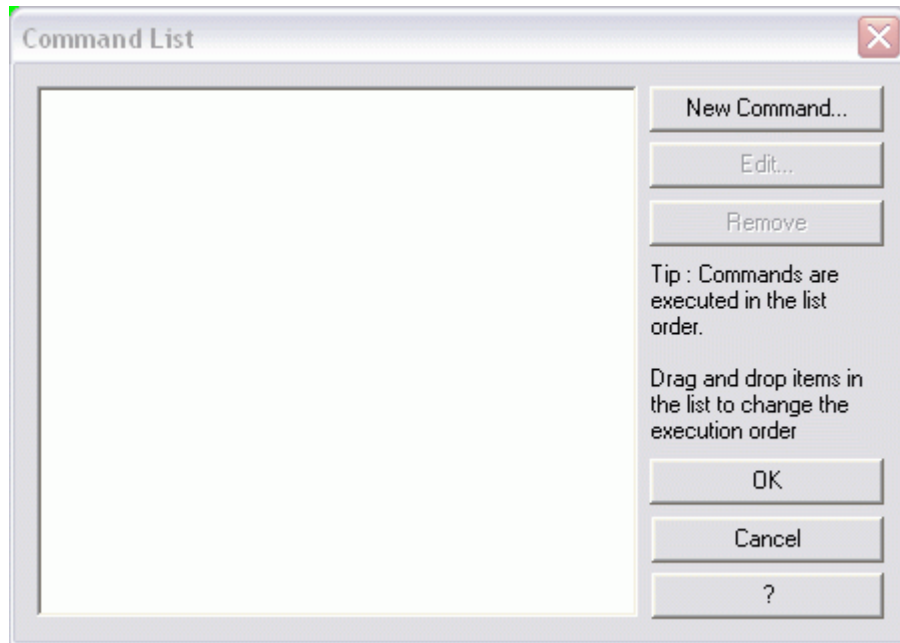 Command List
New Command...
Edit...
Remove
Tip : Commands are
executed in the list
order.
Drag and drop items in
the list to change the
execution order
OK
Cancel
?